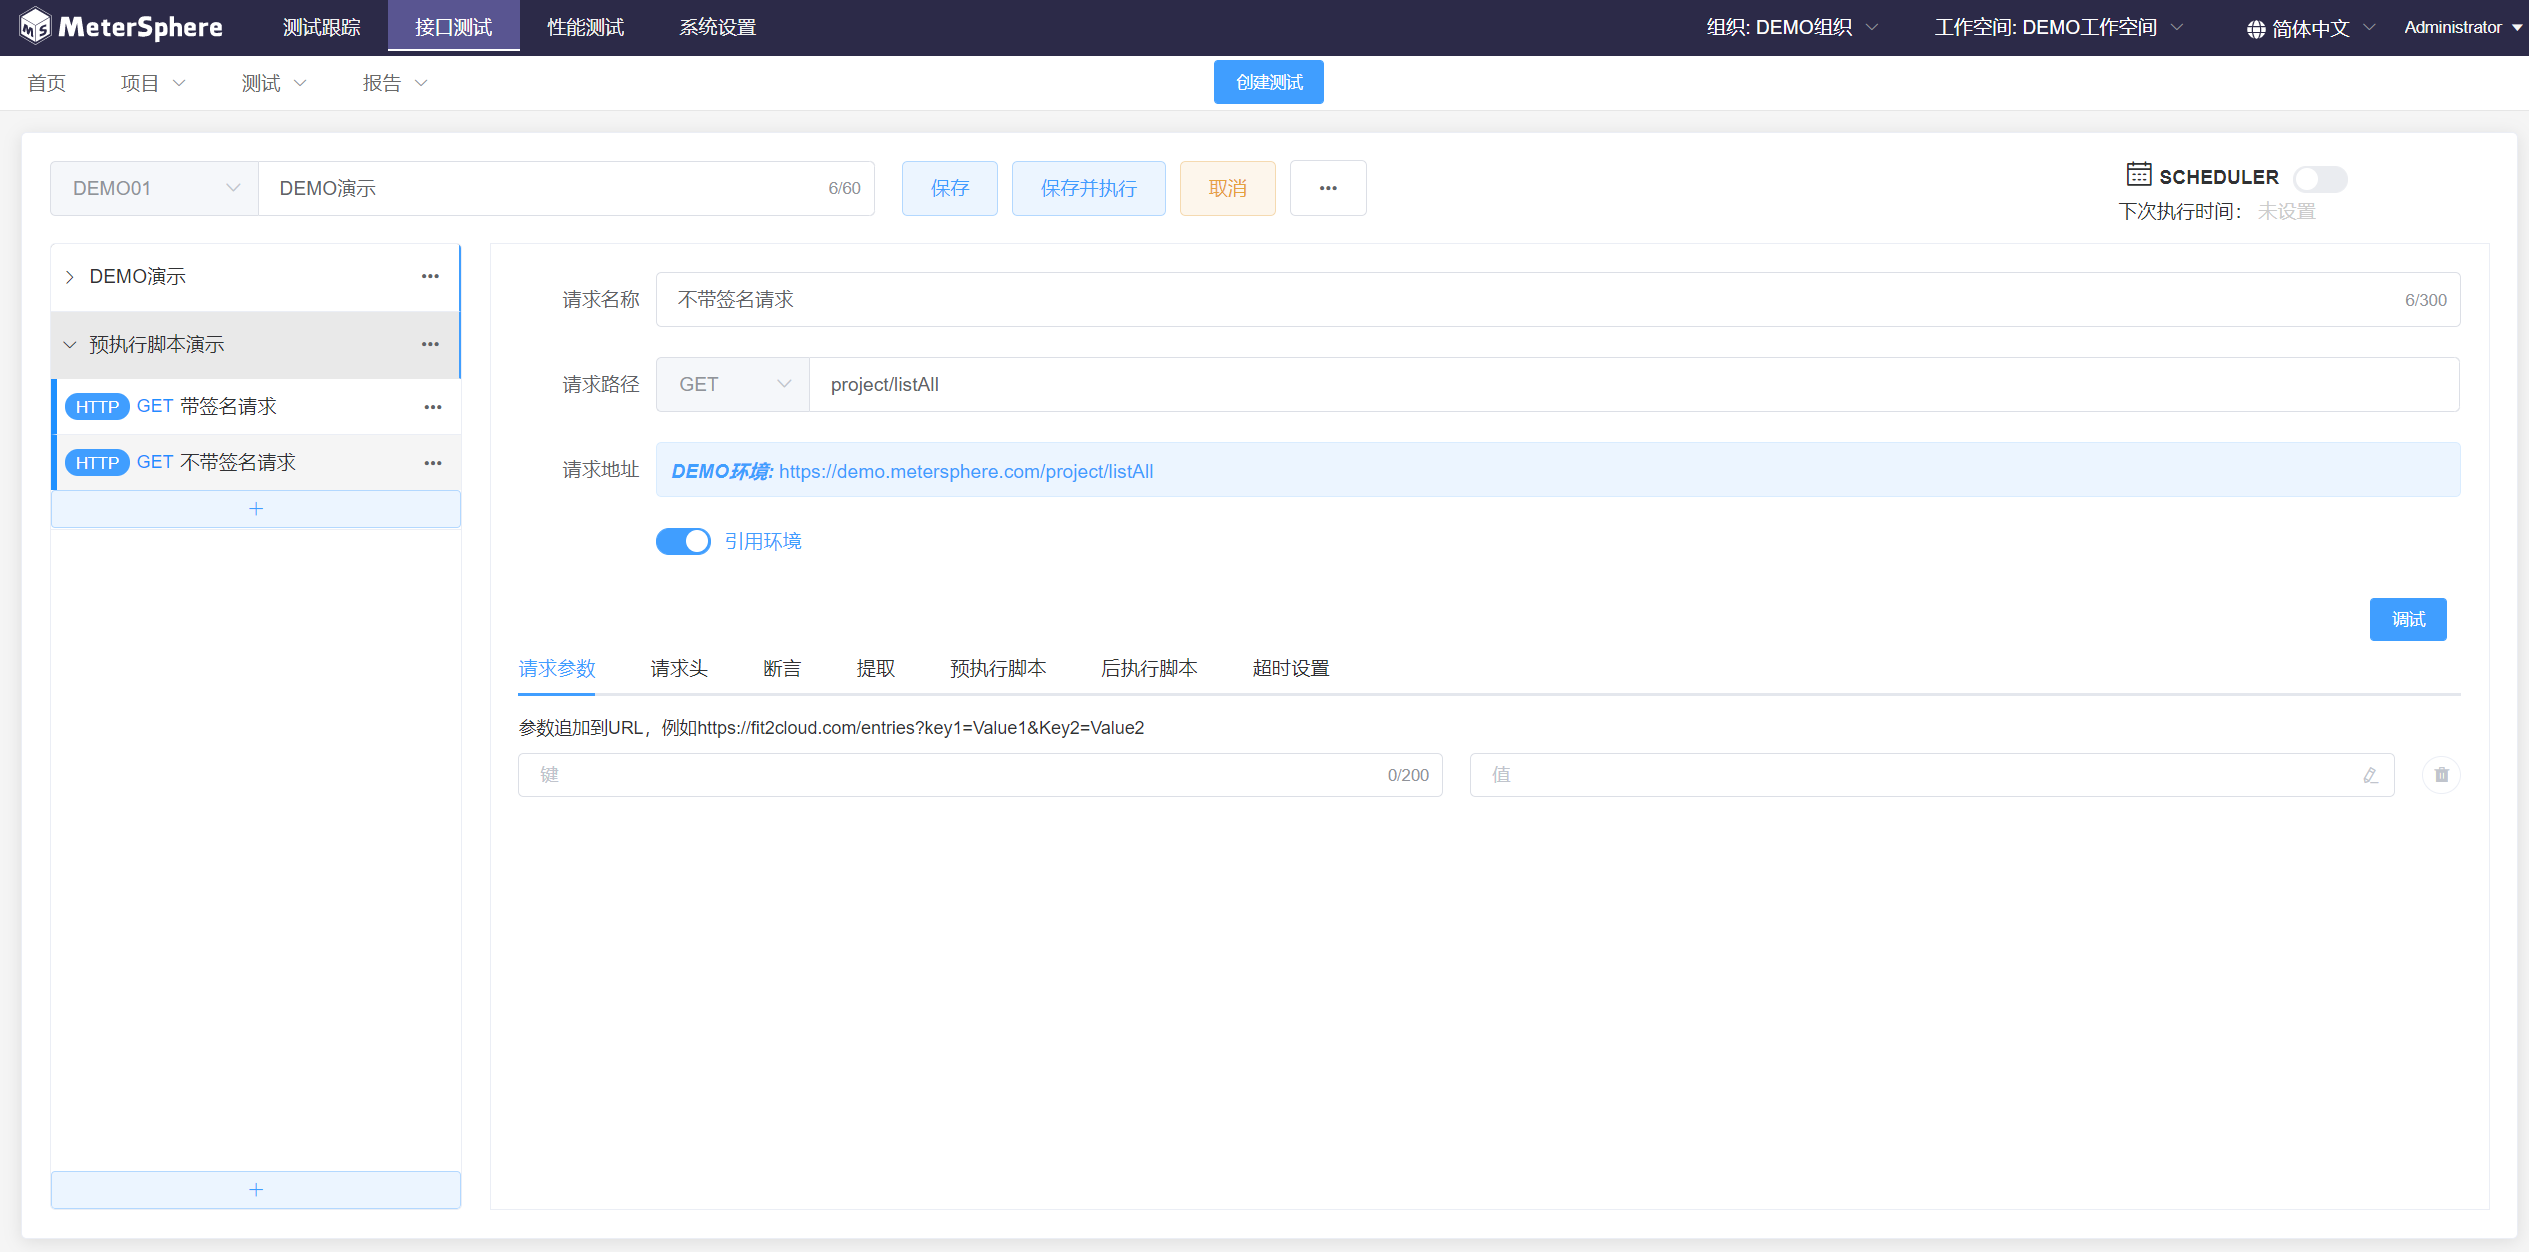 MeterSphere 测试跟踪 接口测试 性能测试 系统设置 组织: DEMO组织 工作空间: DEMO工作空间 简体中文 Administrator
首页 项目 测试 报告 创建测试
DEMO01 DEMO演示 6/60 保存 保存并执行 取消 ••• SCHEDULER
下次执行时间： 未设置
DEMO演示 •••
预执行脚本演示 •••
HTTP GET 带签名请求 •••
HTTP GET 不带签名请求 •••
+
+
请求名称 不带签名请求 6/300
请求路径 GET project/listAll
请求地址 DEMO环境: https://demo.metersphere.com/project/listAll
引用环境
调试
请求参数 请求头 断言 提取 预执行脚本 后执行脚本 超时设置
参数追加到URL，例如https://fit2cloud.com/entries?key1=Value1&Key2=Value2
键 0/200 值